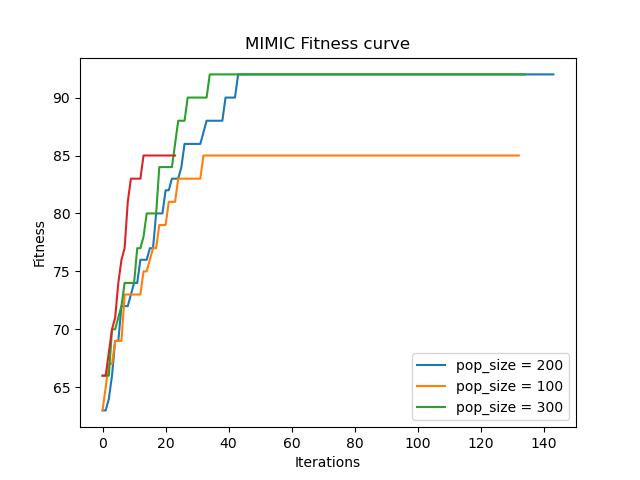 MIMIC Fitness curve
Fitness
90
85
80
75
70
65
pop_size = 200
pop_size = 100
pop_size = 300
0 20 40 60 80 100 120 140
Iterations